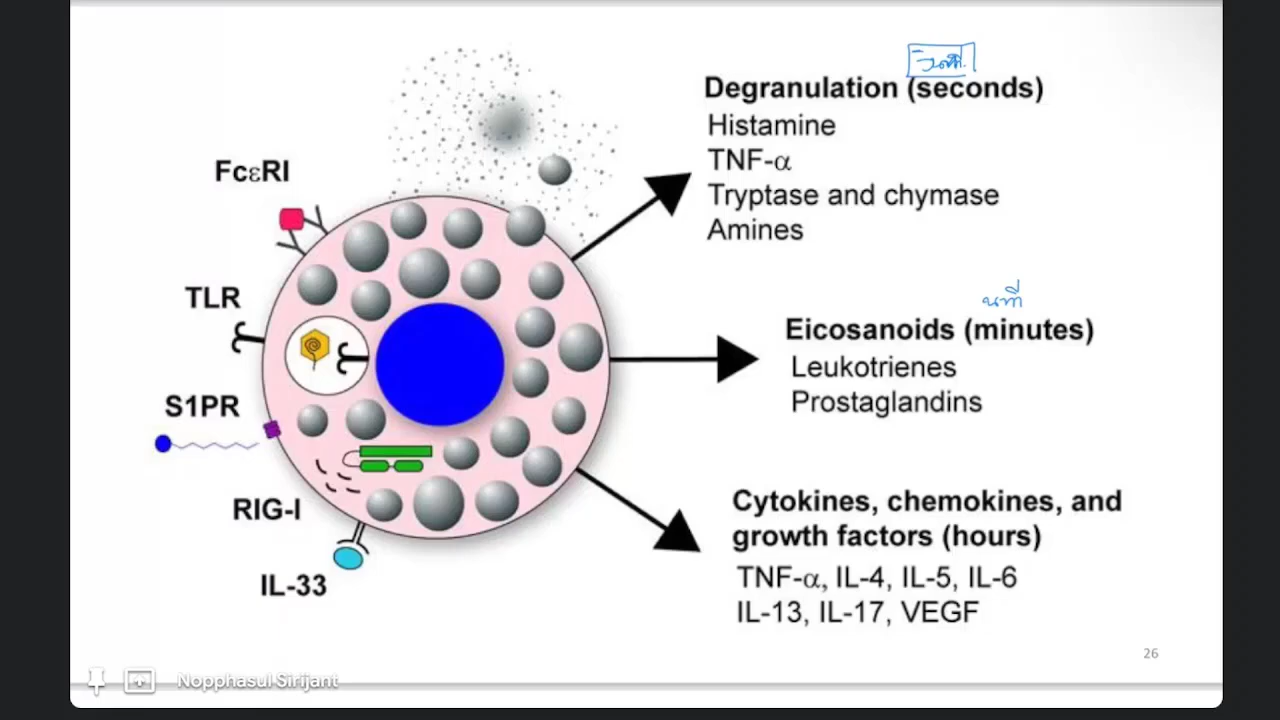 วินาที
Degranulation (seconds)
Histamine
TNF-α
Tryptase and chymase
Amines
FcεRI
TLR
S1PR
RIG-I
IL-33
นาที
Eicosanoids (minutes)
Leukotrienes
Prostaglandins
Cytokines, chemokines, and
growth factors (hours)
TNF-α, IL-4, IL-5, IL-6
IL-13, IL-17, VEGF
26
Nopphasul Sirijant